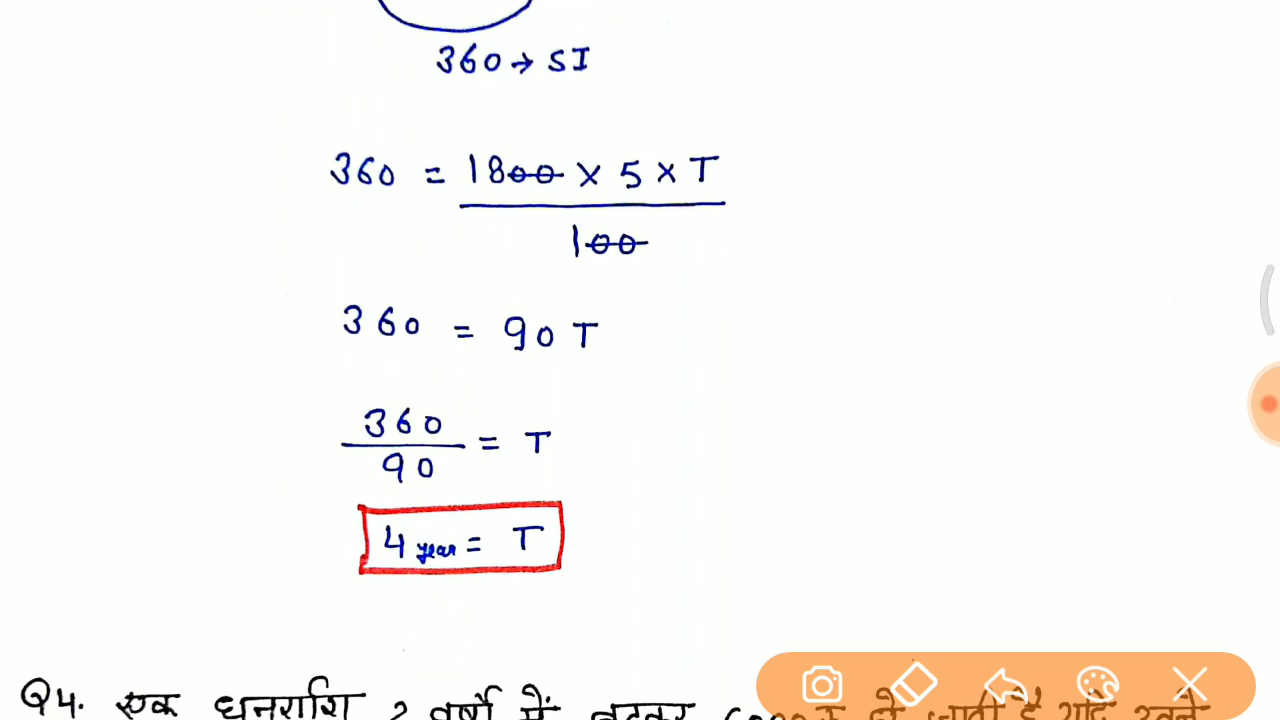 360 → SI
360 = 1800 × 5 × T
100
360 = 90 T
360
90
= T
4 year = T
Q4. एक धनराशि 2 वर्षों में